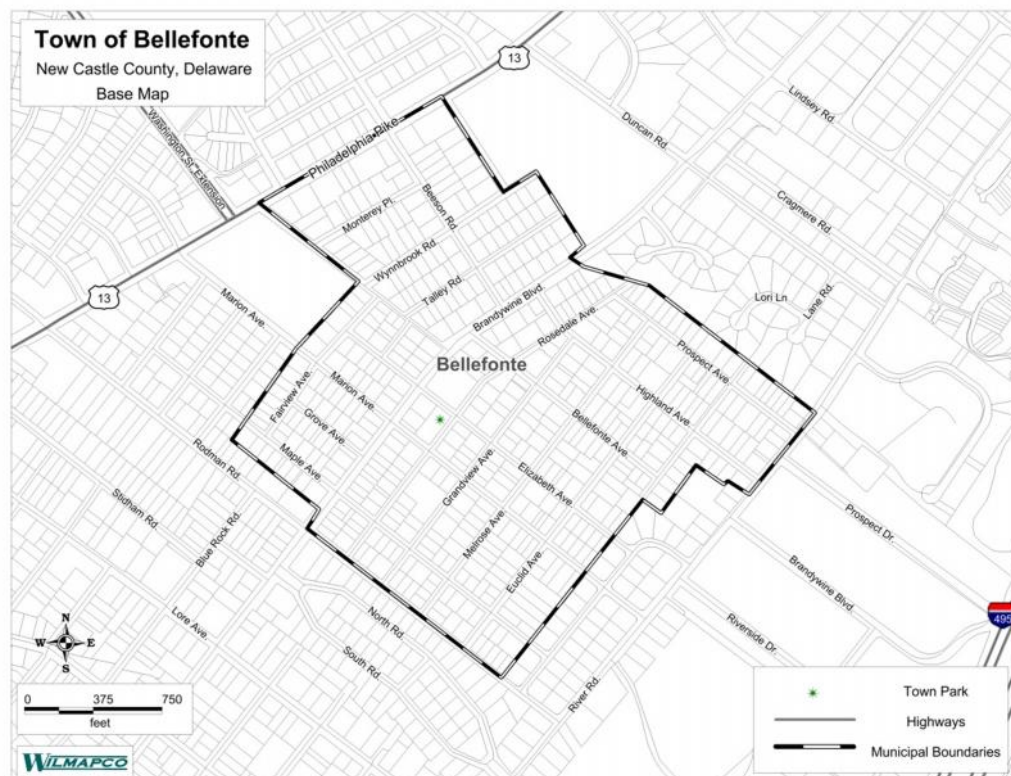 Town of Bellefonte
New Castle County, Delaware
Base Map
13
Washington St. Extension
Philadelphia Pike
Duncan Rd.
Lindsey Rd.
Cragmere Rd.
Monterey Pl.
Beeson Rd.
Wynnbrook Rd.
Talley Rd.
Brandywine Blvd.
Rosedale Ave.
Lori Ln
Lane Rd.
13
Marion Ave.
Bellefonte
Prospect Ave.
Highland Ave.
Fairview Ave.
Marion Ave.
Grove Ave.
Maple Ave.
Bellefonte Ave.
Grandview Ave.
Elizabeth Ave.
Rodman Rd.
Stidham Rd.
Blue Rock Rd.
Melrose Ave.
Euclid Ave.
Prospect Dr.
Brandywine Blvd.
Riverside Dr.
495
Lore Ave.
North Rd.
South Rd.
River Rd.
N
W E
S
0 375 750
feet
WILMAPCO
Town Park
Highways
Municipal Boundaries